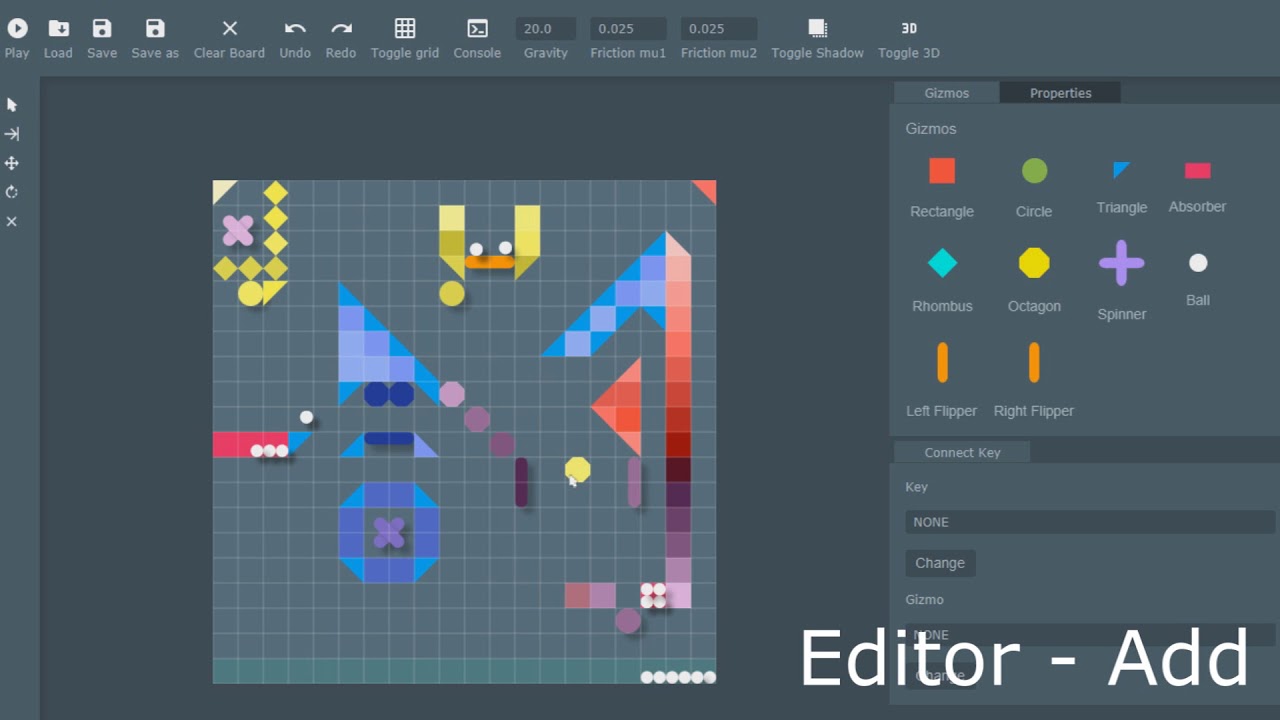 Play Load Save Save as Clear Board Undo Redo Toggle grid Console 20.0 Gravity 0.025 Friction mu1 0.025 Friction mu2 Toggle Shadow 3D Toggle 3D
Gizmos Properties
Gizmos
Rectangle Circle Triangle Absorber
Rhombus Octagon Spinner Ball
Left Flipper Right Flipper
Connect Key
Key
NONE
Change
Gizmo
NONE
Change
Editor - Add